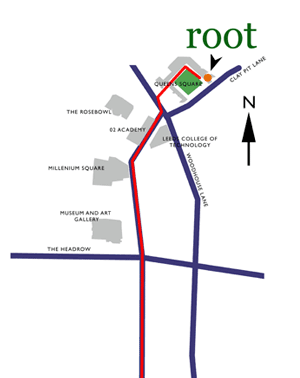 root
QUEENS SQUARE
CLAY PIT LANE
N
THE ROSEBOWL
02 ACADEMY
LEEDS COLLEGE OF
TECHNOLOGY
MILLENIUM SQUARE
WOODHOUSE LANE
MUSEUM AND ART
GALLERY
THE HEADROW